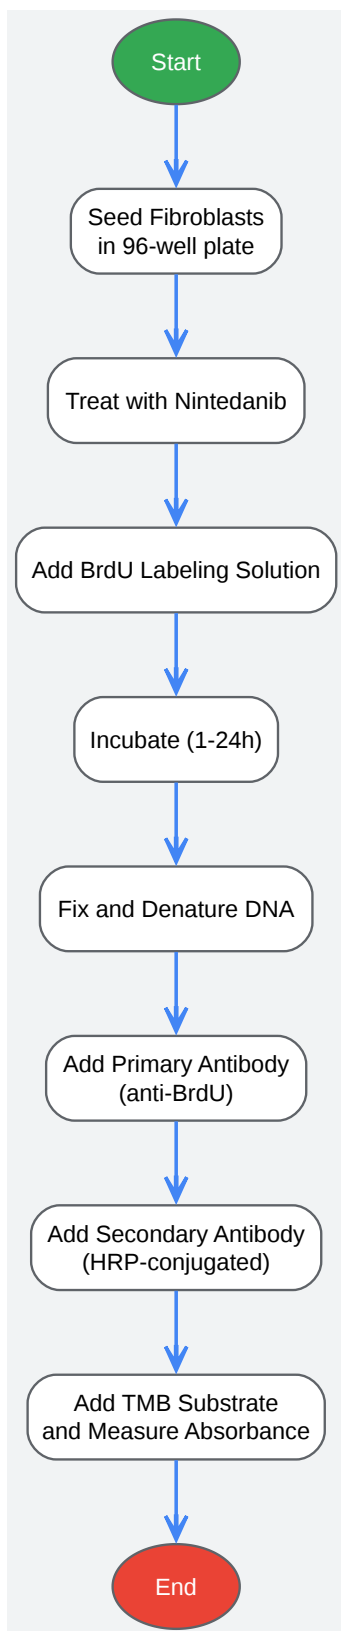 Start
Seed Fibroblasts
in 96-well plate
Treat with Nintedanib
Add BrdU Labeling Solution
Incubate (1-24h)
Fix and Denature DNA
Add Primary Antibody
(anti-BrdU)
Add Secondary Antibody
(HRP-conjugated)
Add TMB Substrate
and Measure Absorbance
End